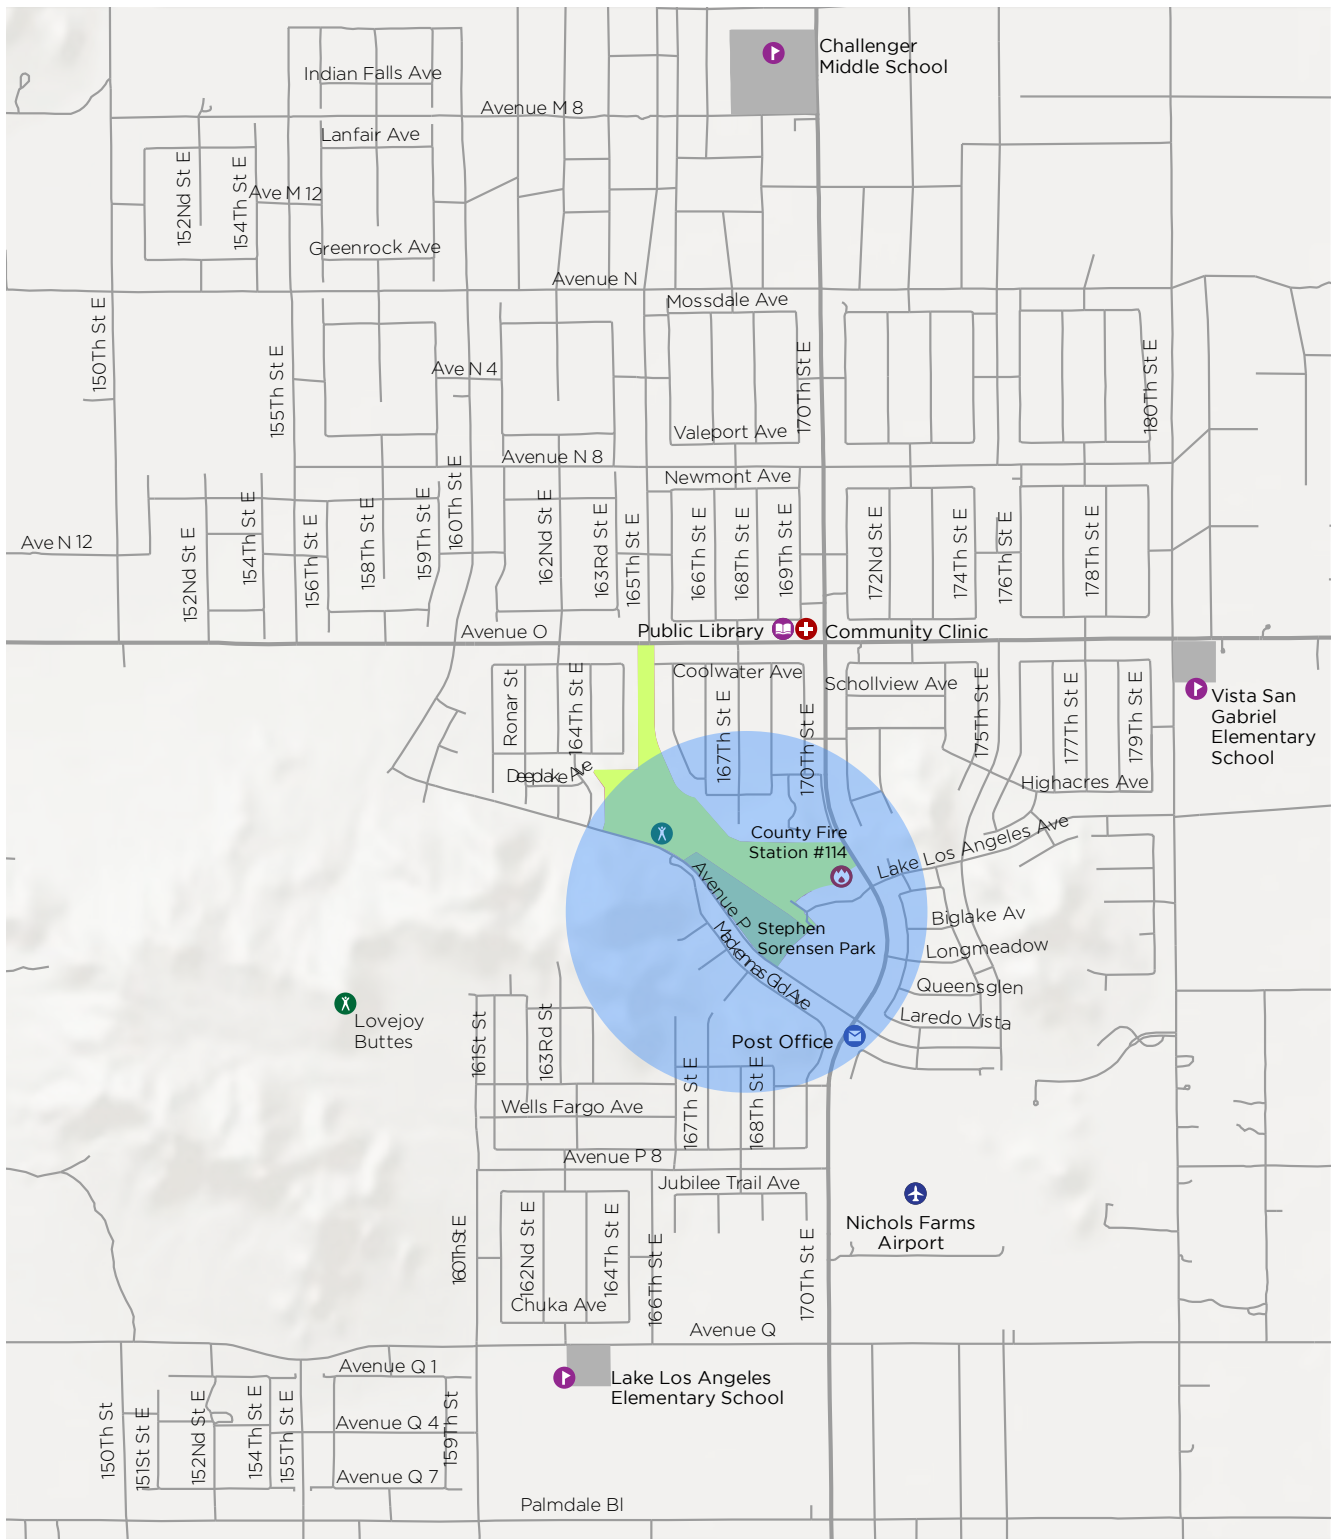 Challenger
Middle School
Indian Falls Ave
Avenue M 8
Lanfair Ave
152Nd St E
154Th St E
Ave M 12
Greenrock Ave
Avenue N
Mossdale Ave
150Th St E
155Th St E
Ave N 4
170Th St E
180Th St E
Valeport Ave
Avenue N 8
Newmont Ave
Ave N 12
152Nd St E
154Th St E
156Th St E
158Th St E
159Th St E
160Th St E
162Nd St E
163Rd St E
165Th St E
166Th St E
168Th St E
169Th St E
172Nd St E
174Th St E
176Th St E
178Th St E
Avenue O
Public Library
Community Clinic
Ronar St
164Th St E
Coolwater Ave
167Th St E
170Th St E
Schollview Ave
175Th St E
177Th St E
179Th St E
Vista San
Gabriel
Elementary
School
Deeplake Ave
Highacres Ave
County Fire
Station #114
Lake Los Angeles Ave
Avenue P
Biglake Av
Stephen
Sorensen Park
Longmeadow
Mackennas Gold Ave
Queensglen
Laredo Vista
Lovejoy
Buttes
161St St
163Rd St
Post Office
167Th St E
168Th St E
Wells Fargo Ave
Avenue P 8
Jubilee Trail Ave
160Th St E
162Nd St E
164Th St E
166Th St E
170Th St E
Nichols Farms
Airport
Chuka Ave
Avenue Q
Avenue Q 1
Lake Los Angeles
Elementary School
150Th St
151St St E
152Nd St E
154Th St E
155Th St E
Avenue Q 4
159Th St
Avenue Q 7
Palmdale Bl